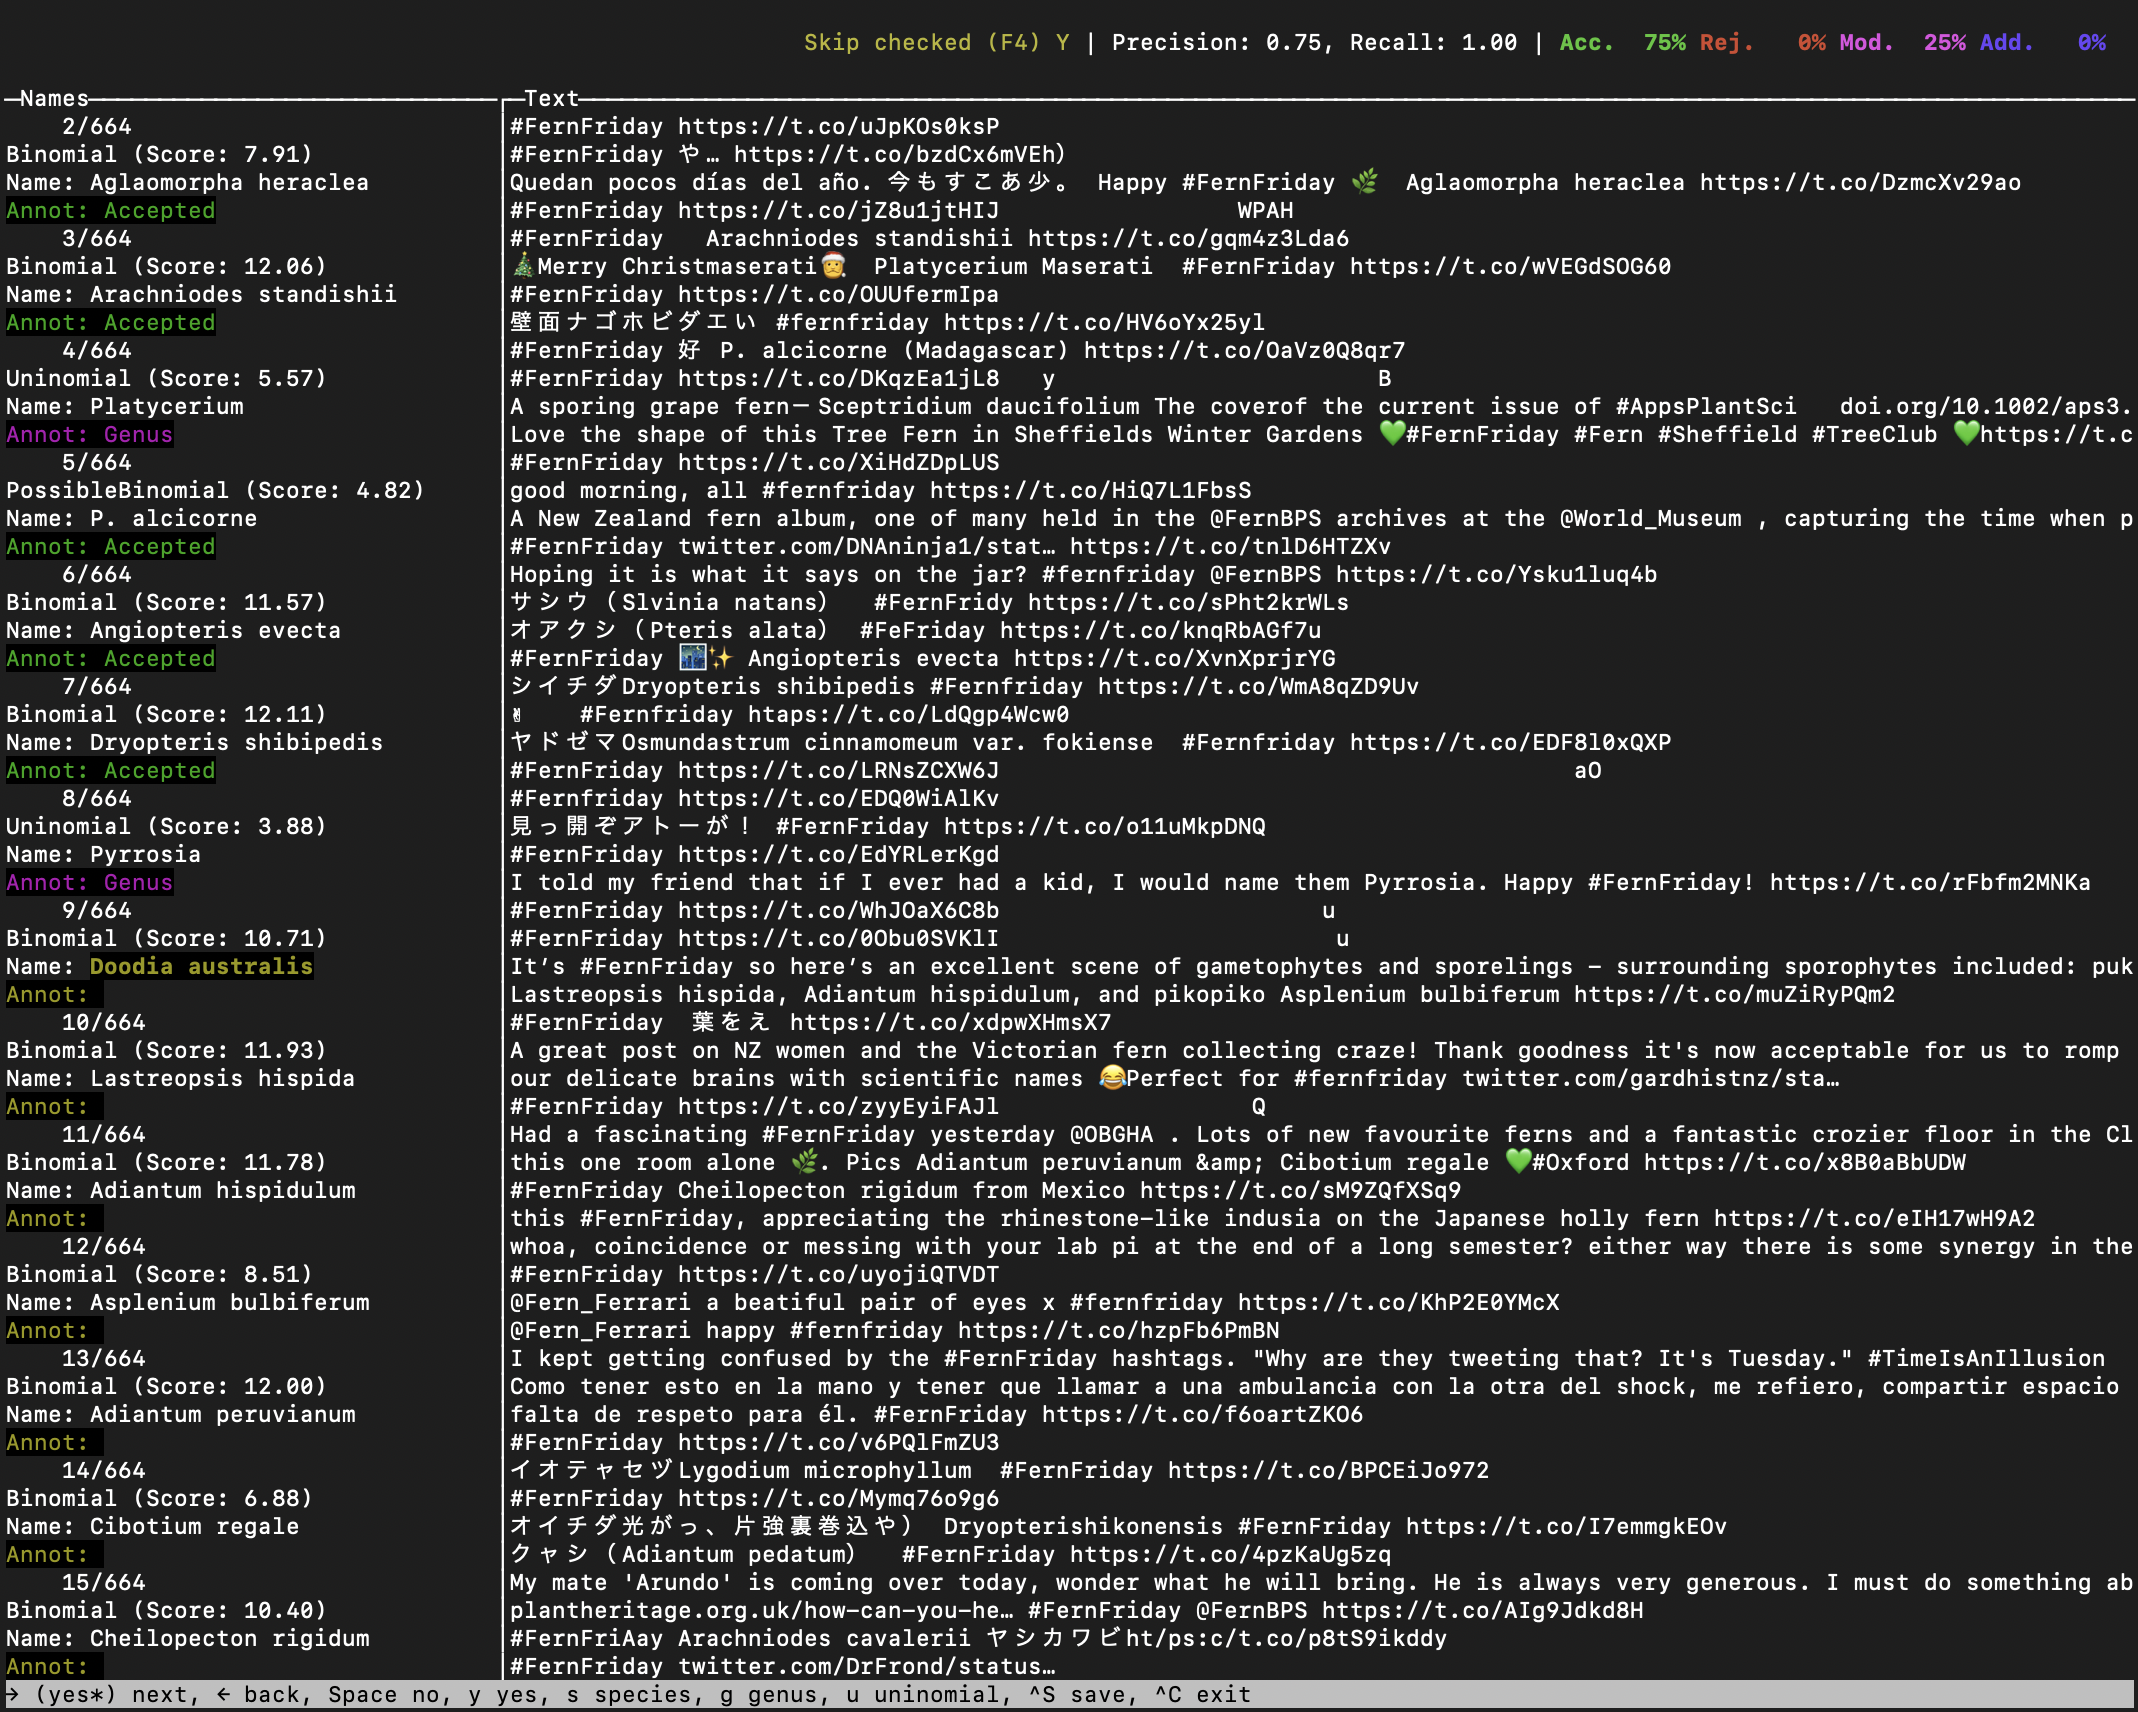 Skip checked (F4) Y | Precision: 0.75, Recall: 1.00 | Acc. 75% Rej. 0% Mod. 25% Add. 0%
Names
2/664
Binomial (Score: 7.91)
Name: Aglaomorpha heraclea
Annot: Accepted
3/664
Binomial (Score: 12.06)
Name: Arachniodes standishii
Annot: Accepted
4/664
Uninomial (Score: 5.57)
Name: Platycerium
Annot: Genus
5/664
PossibleBinomial (Score: 4.82)
Name: P. alcicorne
Annot: Accepted
6/664
Binomial (Score: 11.57)
Name: Angiopteris evecta
Annot: Accepted
7/664
Binomial (Score: 12.11)
Name: Dryopteris shibipedis
Annot: Accepted
8/664
Uninomial (Score: 3.88)
Name: Pyrrosia
Annot: Genus
9/664
Binomial (Score: 10.71)
Name: Doodia australis
Annot:
10/664
Binomial (Score: 11.93)
Name: Lastreopsis hispida
Annot:
11/664
Binomial (Score: 11.78)
Name: Adiantum hispidulum
Annot:
12/664
Binomial (Score: 8.51)
Name: Asplenium bulbiferum
Annot:
13/664
Binomial (Score: 12.00)
Name: Adiantum peruvianum
Annot:
14/664
Binomial (Score: 6.88)
Name: Cibotium regale
Annot:
15/664
Binomial (Score: 10.40)
Name: Cheilopecton rigidum
Annot:
Text
#FernFriday https://t.co/uJpKOs0ksP
#FernFriday や… https://t.co/bzdCx6mVEh）
Quedan pocos días del año. 今もすこあ少。 Happy #FernFriday 🌿 Aglaomorpha heraclea https://t.co/DzmcXv29ao
#FernFriday https://t.co/jZ8u1jtHIJ WPAH
#FernFriday Arachniodes standishii https://t.co/gqm4z3Lda6
🎄Merry Christmaserati🎅 Platycerium Maserati #FernFriday https://t.co/wVEGdSOG60
#FernFriday https://t.co/OUUfermIpa
壁面ナゴホビダエい #fernfriday https://t.co/HV6oYx25yl
#FernFriday 好 P. alcicorne (Madagascar) https://t.co/OaVz0Q8qr7
#FernFriday https://t.co/DKqzEa1jL8 y B
A sporing grape fern—Sceptridium daucifolium The coverof the current issue of #AppsPlantSci doi.org/10.1002/aps3.
Love the shape of this Tree Fern in Sheffields Winter Gardens 💚#FernFriday #Fern #Sheffield #TreeClub 💚https://t.c
#FernFriday https://t.co/XiHdZDpLUS
good morning, all #fernfriday https://t.co/HiQ7L1FbsS
A New Zealand fern album, one of many held in the @FernBPS archives at the @World_Museum , capturing the time when p
#FernFriday twitter.com/DNAninja1/stat… https://t.co/tnlD6HTZXv
Hoping it is what it says on the jar? #fernfriday @FernBPS https://t.co/Ysku1luq4b
サシウ（Slvinia natans） #FernFridy https://t.co/sPht2krWLs
オアクシ（Pteris alata） #FeFriday https://t.co/knqRbAGf7u
#FernFriday 🌃✨ Angiopteris evecta https://t.co/XvnXprjrYG
シイチダDryopteris shibipedis #Fernfriday https://t.co/WmA8qZD9Uv
✌ #Fernfriday htaps://t.co/LdQgp4Wcw0
ヤドゼマOsmundastrum cinnamomeum var. fokiense #Fernfriday https://t.co/EDF8l0xQXP
#FernFriday https://t.co/LRNsZCXW6J aO
#Fernfriday https://t.co/EDQ0WiAlKv
見っ開ぞアトーが！ #FernFriday https://t.co/o11uMkpDNQ
#FernFriday https://t.co/EdYRLerKgd
I told my friend that if I ever had a kid, I would name them Pyrrosia. Happy #FernFriday! https://t.co/rFbfm2MNKa
#FernFriday https://t.co/WhJOaX6C8b u
#FernFriday https://t.co/0Obu0SVKlI u
It’s #FernFriday so here’s an excellent scene of gametophytes and sporelings – surrounding sporophytes included: puk
Lastreopsis hispida, Adiantum hispidulum, and pikopiko Asplenium bulbiferum https://t.co/muZiRyPQm2
#FernFriday 葉をえ https://t.co/xdpwXHmsX7
A great post on NZ women and the Victorian fern collecting craze! Thank goodness it's now acceptable for us to romp
our delicate brains with scientific names 😂Perfect for #fernfriday twitter.com/gardhistnz/sta…
#FernFriday https://t.co/zyyEyiFAJl Q
Had a fascinating #FernFriday yesterday @OBGHA . Lots of new favourite ferns and a fantastic crozier floor in the Cl
this one room alone 🌿. Pics Adiantum peruvianum &amp; Cibotium regale 💚#Oxford https://t.co/x8B0aBbUDW
#FernFriday Cheilopecton rigidum from Mexico https://t.co/sM9ZQfXSq9
this #FernFriday, appreciating the rhinestone–like indusia on the Japanese holly fern https://t.co/eIH17wH9A2
whoa, coincidence or messing with your lab pi at the end of a long semester? either way there is some synergy in the
#FernFriday https://t.co/uyojiQTVDT
@Fern_Ferrari a beatiful pair of eyes x #fernfriday https://t.co/KhP2E0YMcX
@Fern_Ferrari happy #fernfriday https://t.co/hzpFb6PmBN
I kept getting confused by the #FernFriday hashtags. "Why are they tweeting that? It's Tuesday." #TimeIsAnIllusion
Como tener esto en la mano y tener que llamar a una ambulancia con la otra del shock, me refiero, compartir espacio
falta de respeto para él. #FernFriday https://t.co/f6oartZKO6
#FernFriday https://t.co/v6PQlFmZU3
イオテャセヅLygodium microphyllum #FernFriday https://t.co/BPCEiJo972
#FernFriday https://t.co/Mymq76o9g6
オイチダ光がっ、片強裏巻込や） Dryopterishikonensis #FernFriday https://t.co/I7emmgkEOv
クャシ（Adiantum pedatum） #FernFriday https://t.co/4pzKaUg5zq
My mate 'Arundo' is coming over today, wonder what he will bring. He is always very generous. I must do something ab
plantheritage.org.uk/how–can–you–he… #FernFriday @FernBPS https://t.co/AIg9Jdkd8H
#FernFriAay Arachniodes cavalerii ヤシカワビht/ps:c/t.co/p8tS9ikddy
#FernFriday twitter.com/DrFrond/status…
→ (yes*) next, ← back, Space no, y yes, s species, g genus, u uninomial, ^S save, ^C exit